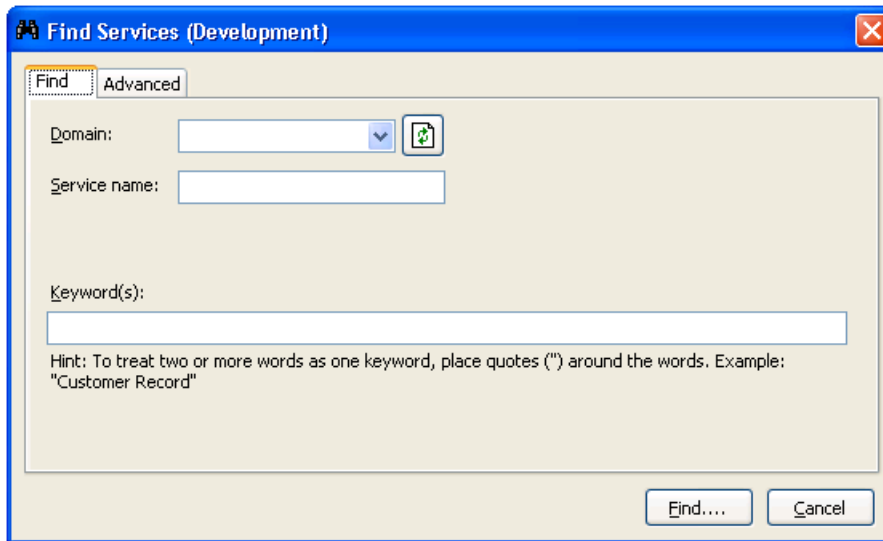 Find Services (Development)
Find Advanced
Domain:
Service name:
Keyword(s):
Hint: To treat two or more words as one keyword, place quotes (") around the words. Example:
"Customer Record"
Find.... Cancel